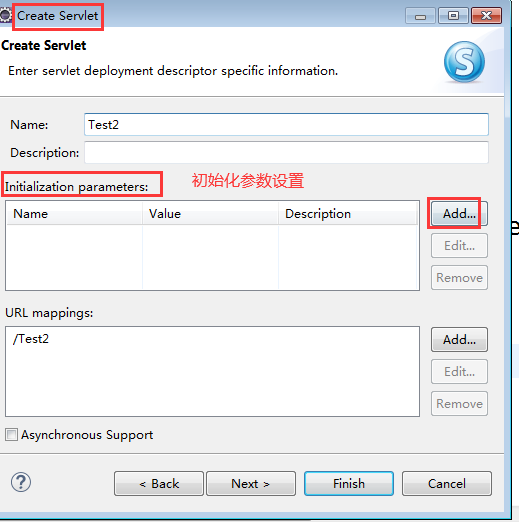 Create Servlet
Create Servlet
Enter servlet deployment descriptor specific information.
S
Name: Test2
Description:
Initialization parameters: 初始化参数设置
Name Value Description
Add...
Edit...
Remove
URL mappings:
/Test2
Add...
Edit...
Remove
Asynchronous Support
? < Back Next > Finish Cancel